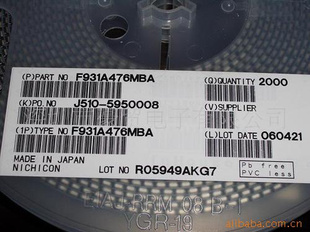 (P)PART NO F931A476MBA (Q)QUANTITY 2000
(K)PO.NO J510-5950008 (V)SUPPLIER
(1P)TYPE NO F931A476MBA (L)LOT DATE 060421
MADE IN JAPAN
NICHICON LOT NO R05949AKG7
Pb free
PVC less